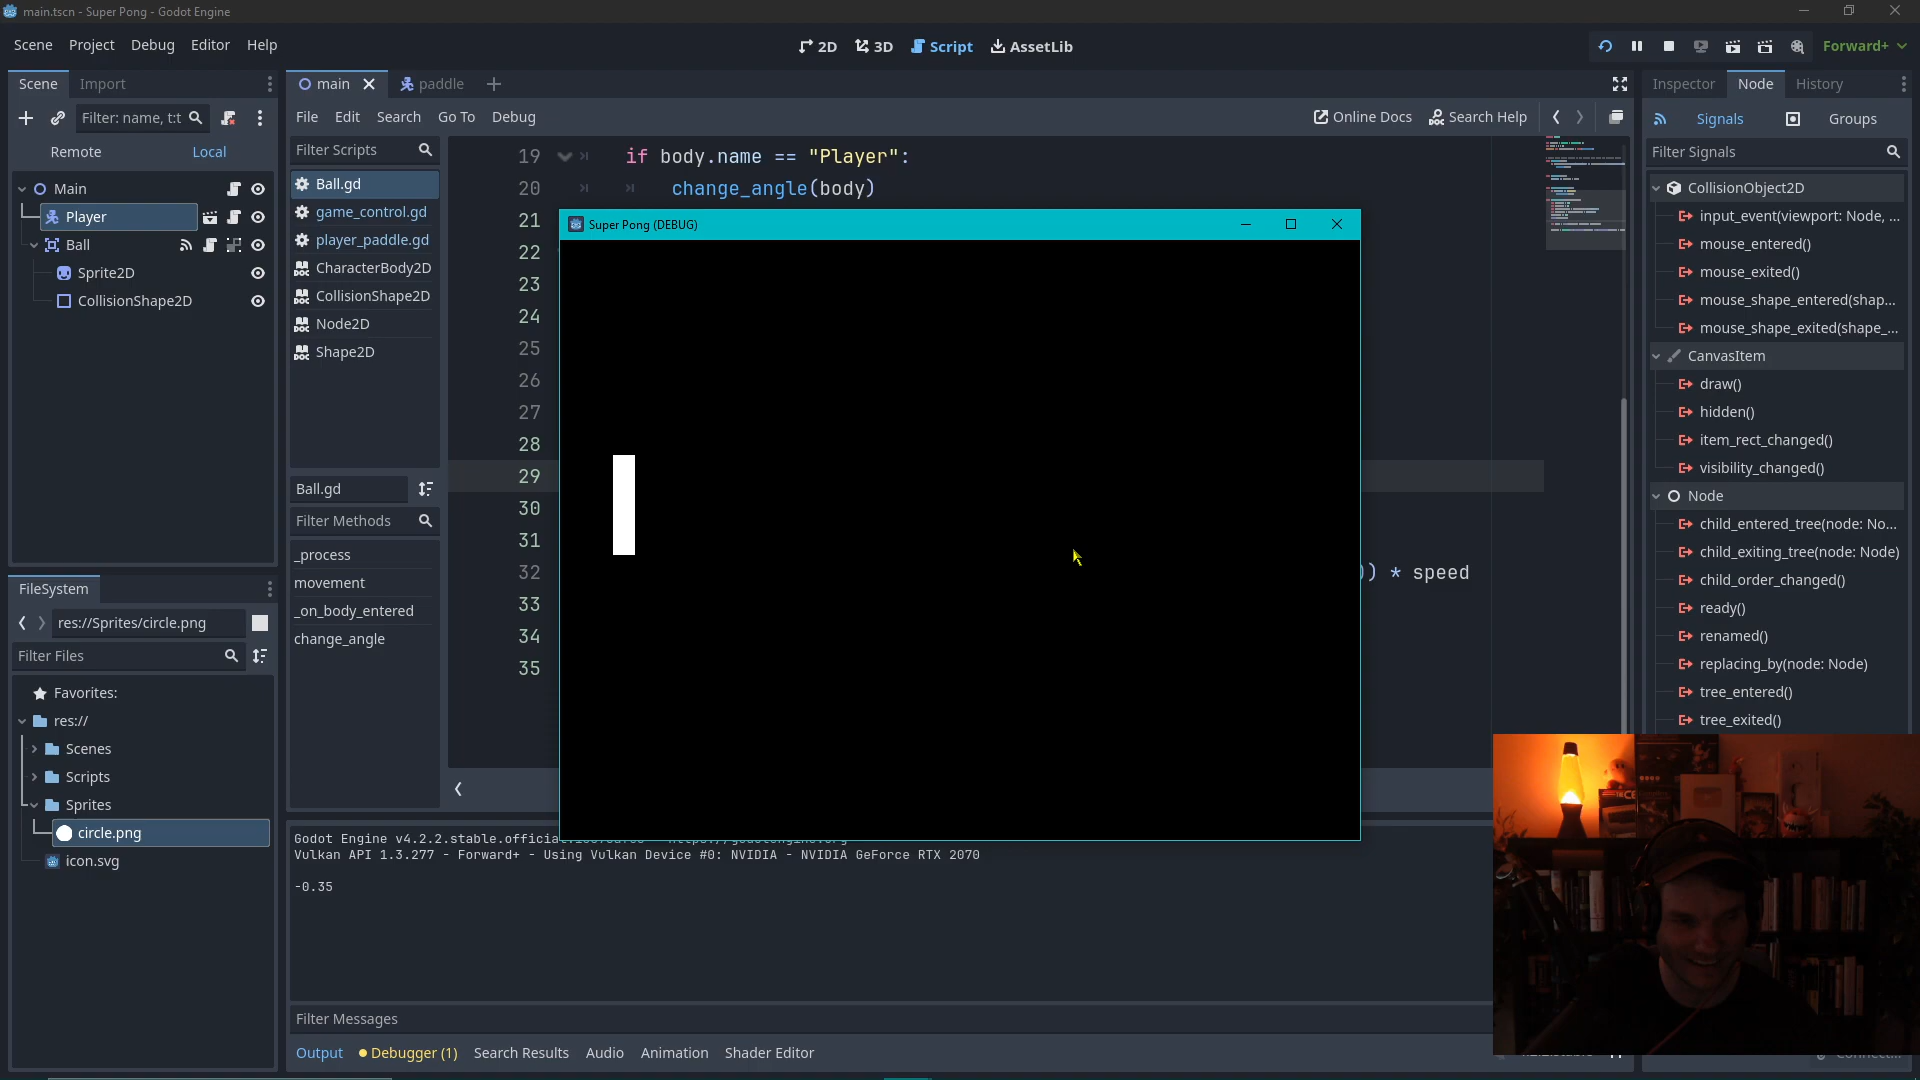 main.tscn - Super Pong - Godot Engine
Scene Project Debug Editor Help
2D 3D Script AssetLib
Forward+
Scene Import
Filter: name, t:t
Remote Local
Main
Player
Ball
Sprite2D
CollisionShape2D
FileSystem
res://Sprites/circle.png
Filter Files
Favorites:
res://
Scenes
Scripts
Sprites
circle.png
icon.svg
main paddle
File Edit Search Go To Debug
Online Docs Search Help
Filter Scripts
Ball.gd
game_control.gd
player_paddle.gd
CharacterBody2D
CollisionShape2D
Node2D
Shape2D
Ball.gd
Filter Methods
_process
movement
_on_body_entered
change_angle
19 if body.name == "Player":
20 change_angle(body)
21
22
23
24
25
26
27
28
29
30
31
32 )) * speed
33
34
35
Super Pong (DEBUG)
Godot Engine v4.2.2.stable.officia
Vulkan API 1.3.277 - Forward+ - Using Vulkan Device #0: NVIDIA - NVIDIA GeForce RTX 2070
-0.35
Filter Messages
Output Debugger (1) Search Results Audio Animation Shader Editor
Inspector Node History
Signals Groups
Filter Signals
CollisionObject2D
input_event(viewport: Node, ...
mouse_entered()
mouse_exited()
mouse_shape_entered(shap...
mouse_shape_exited(shape_...
CanvasItem
draw()
hidden()
item_rect_changed()
visibility_changed()
Node
child_entered_tree(node: No...
child_exiting_tree(node: Node)
child_order_changed()
ready()
renamed()
replacing_by(node: Node)
tree_entered()
tree_exited()